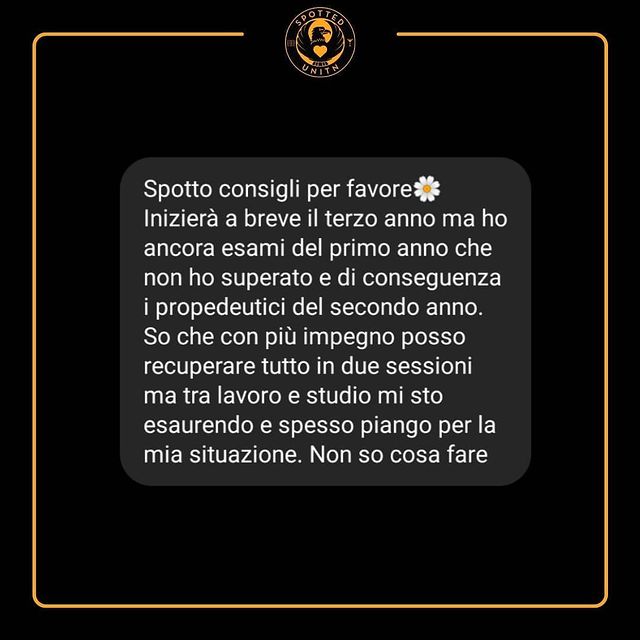 SPOTTED
UNITN
Spotto consigli per favore🌼
Inizierà a breve il terzo anno ma ho
ancora esami del primo anno che
non ho superato e di conseguenza
i propedeutici del secondo anno.
So che con più impegno posso
recuperare tutto in due sessioni
ma tra lavoro e studio mi sto
esaurendo e spesso piango per la
mia situazione. Non so cosa fare